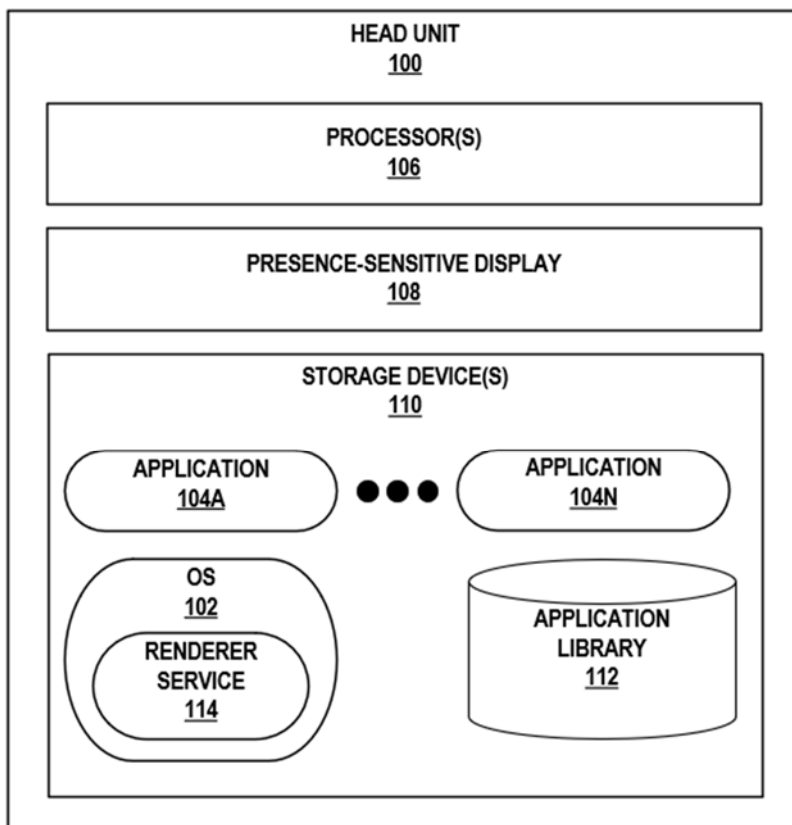 HEAD UNIT
100
PROCESSOR(S)
106
PRESENCE-SENSITIVE DISPLAY
108
STORAGE DEVICE(S)
110
APPLICATION
104A
APPLICATION
104N
OS
102
RENDERER
SERVICE
114
APPLICATION
LIBRARY
112